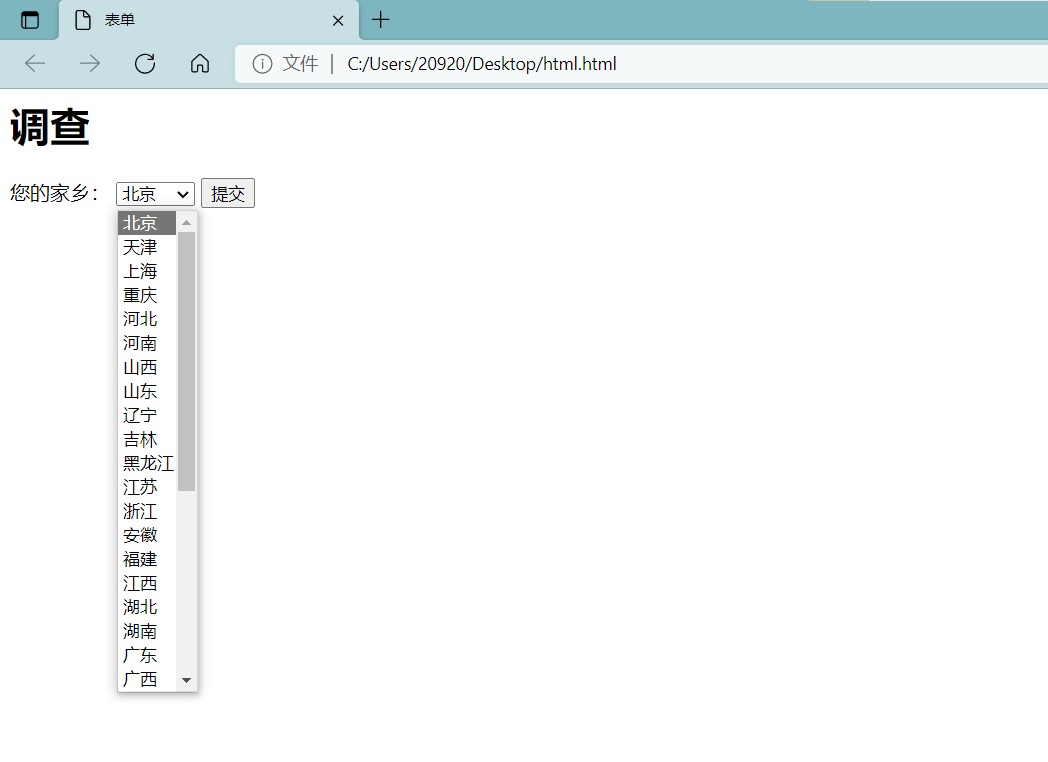 表单
文件 C:/Users/20920/Desktop/html.html
调查
您的家乡： 北京 提交
北京
天津
上海
重庆
河北
河南
山西
山东
辽宁
吉林
黑龙江
江苏
浙江
安徽
福建
江西
湖北
湖南
广东
广西